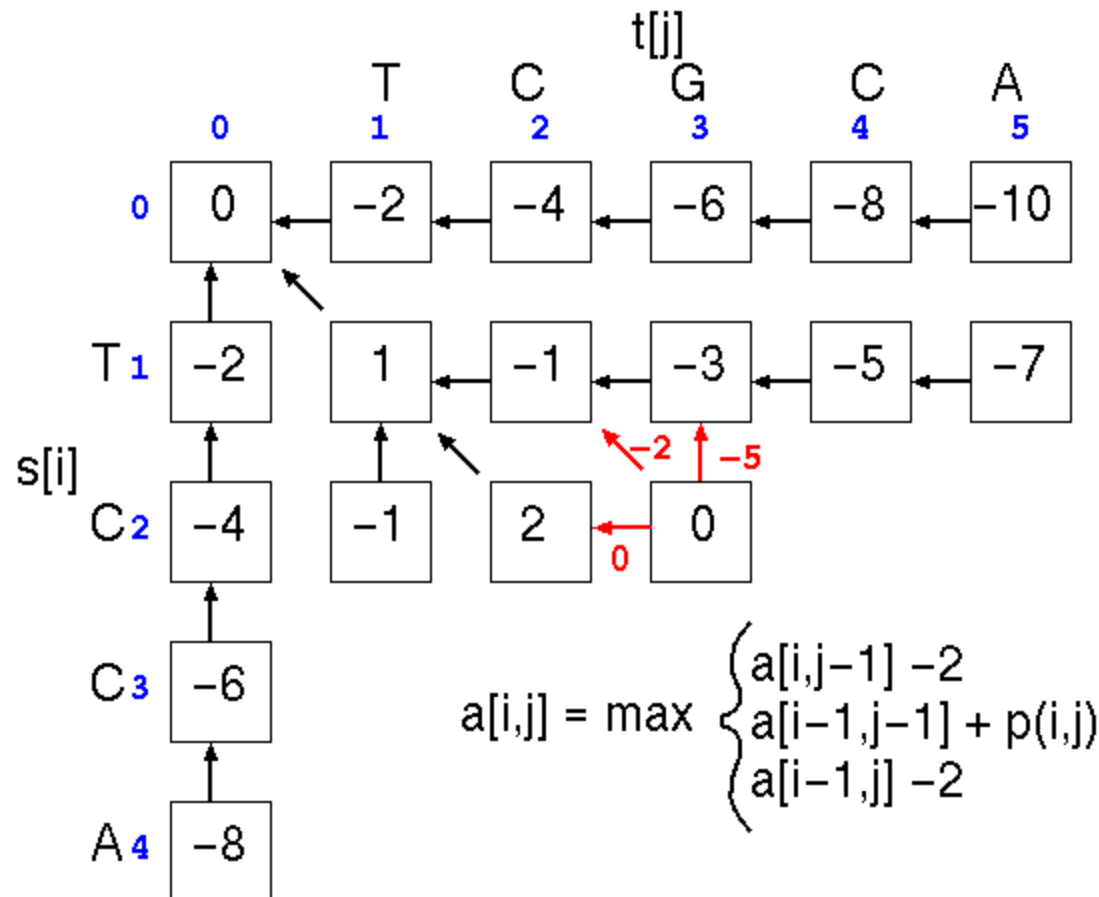 t[j]
T C G C A
0 1 2 3 4 5
0 0 −2 −4 −6 −8 −10
T 1 −2 1 −1 −3 −5 −7
−2 −5
s[i]
C 2 −4 −1 2 0
0
C 3 −6
a[i,j] = max
a[i,j−1] −2
a[i−1,j−1] + p(i,j)
a[i−1,j] −2
A 4 −8